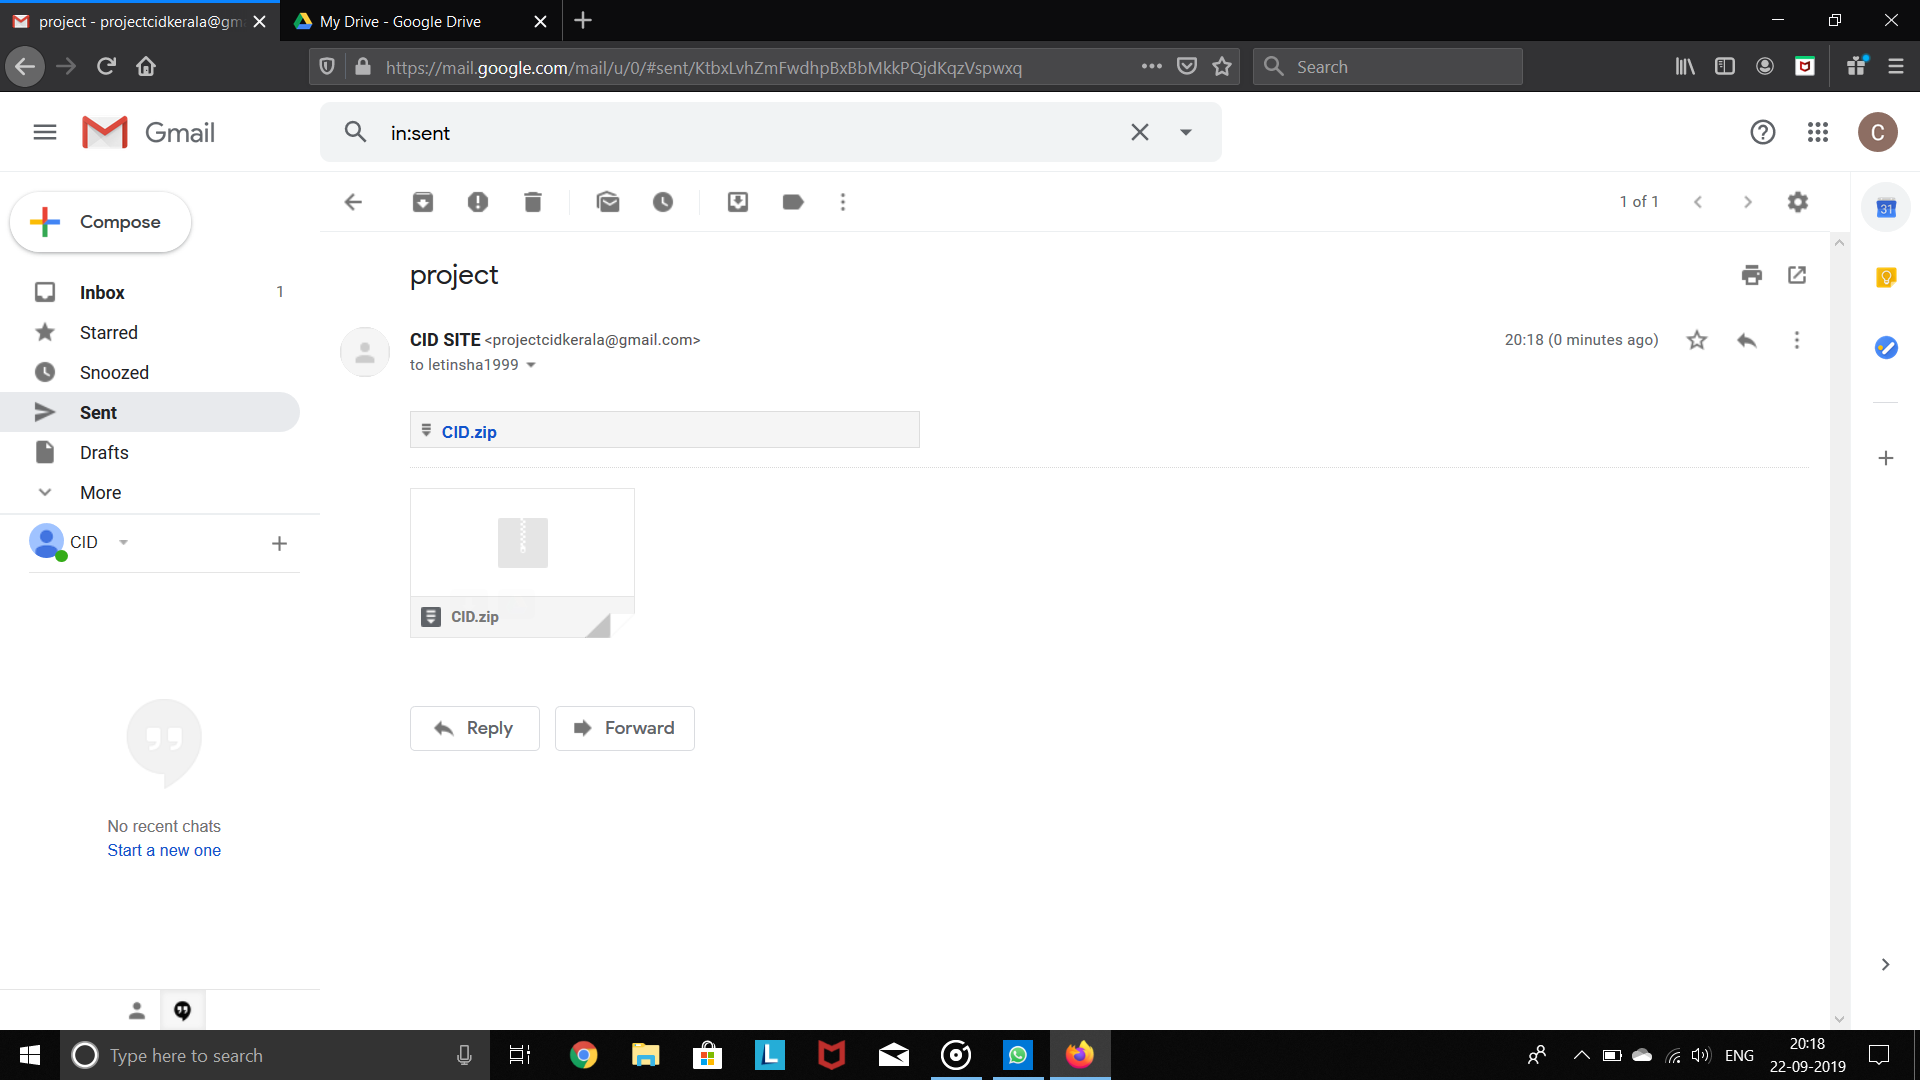 project - projectcidkerala@gm
My Drive - Google Drive
https://mail.google.com/mail/u/0/#sent/KtbxLvhZmFwdhpBxBbMkkPQjdKqzVspwxq
Search
Gmail
in:sent
C
Compose
1 of 1
31
project
Inbox
1
Starred
CID SITE <projectcidkerala@gmail.com>
20:18 (0 minutes ago)
to letinsha1999
Snoozed
Sent
CID.zip
Drafts
More
CID
CID.zip
Reply
Forward
No recent chats
Start a new one
Type here to search
L
ENG
20:18
22-09-2019